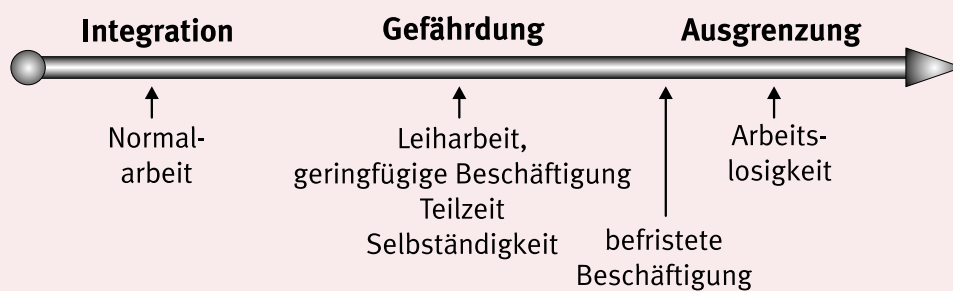 Integration Gefährdung Ausgrenzung
Normal-
arbeit
Leiharbeit,
geringfügige Beschäftigung
Teilzeit
Selbständigkeit
befristete
Beschäftigung
Arbeits-
losigkeit